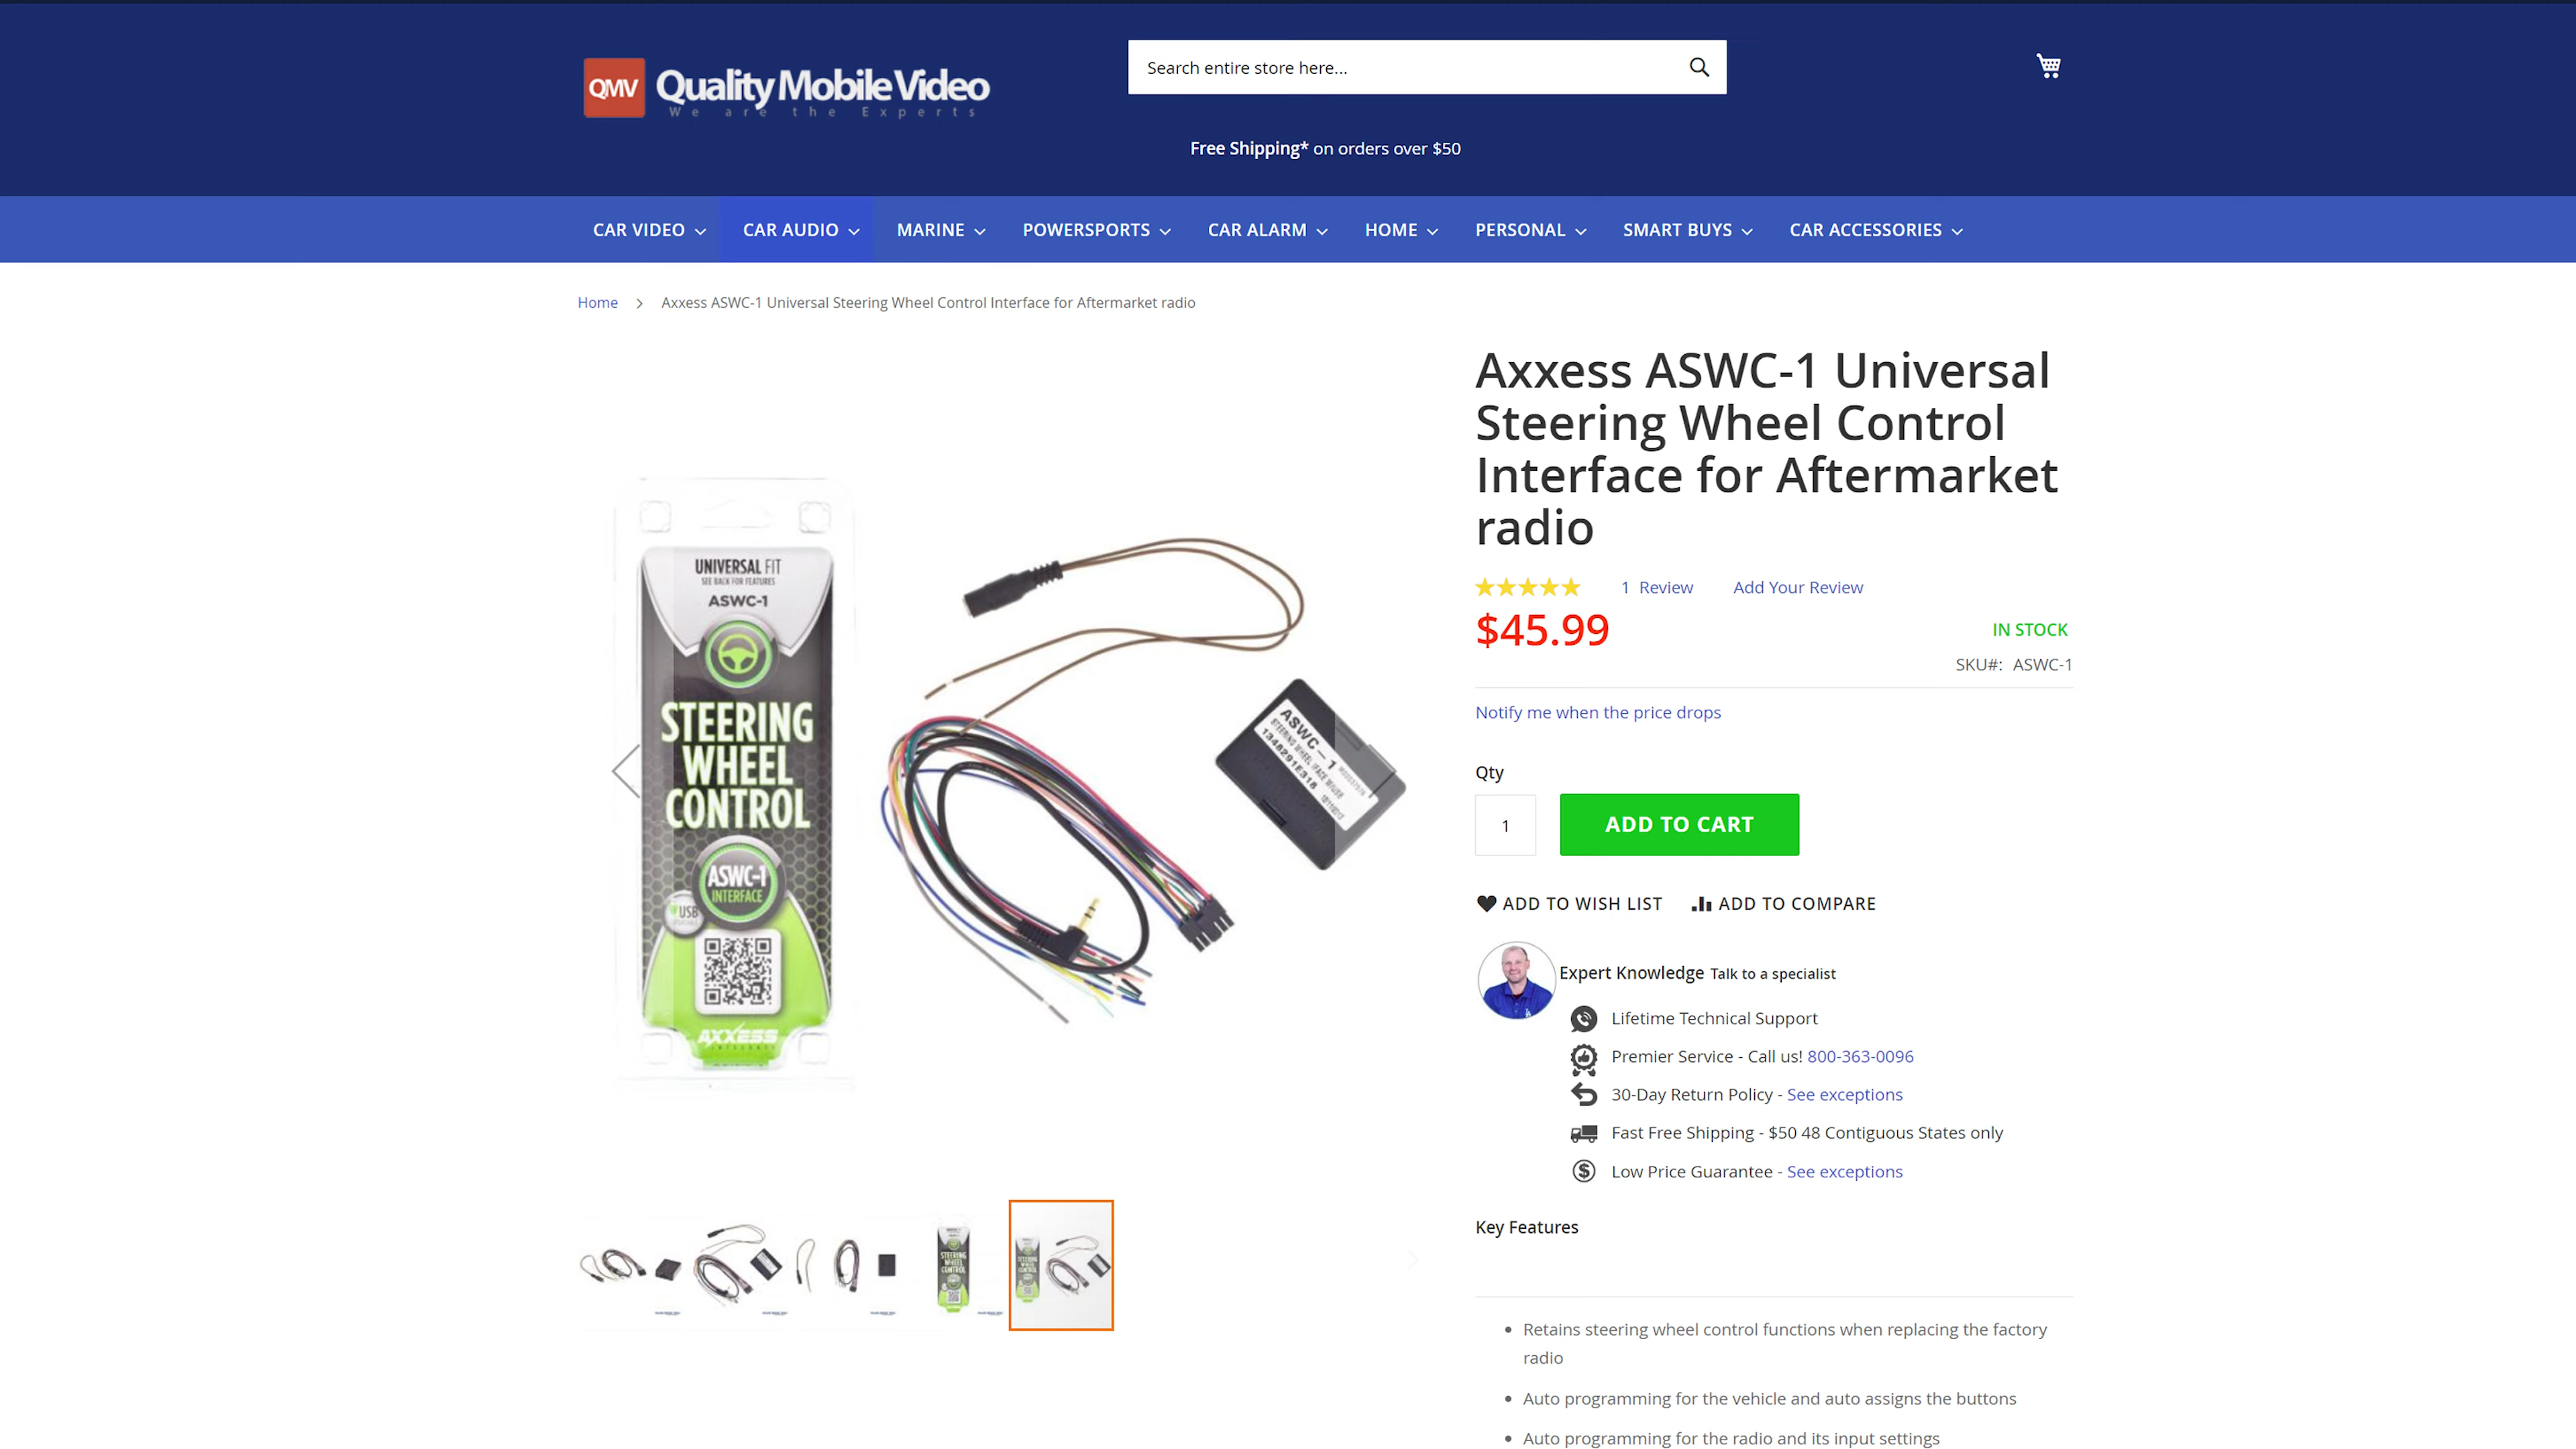 QMV Quality Mobile Video
We are the Experts
Search entire store here...
Free Shipping* on orders over $50
CAR VIDEO CAR AUDIO MARINE POWERSPORTS CAR ALARM HOME PERSONAL SMART BUYS CAR ACCESSORIES
Home > Axxess ASWC-1 Universal Steering Wheel Control Interface for Aftermarket radio
UNIVERSAL FIT
SEE BACK FOR FEATURES
ASWC-1
STEERING
WHEEL
CONTROL
ASWC-1
INTERFACE
USB
AXXESS
ASWC-1
Axxess ASWC-1 Universal
Steering Wheel Control
Interface for Aftermarket
radio
1 Review Add Your Review
$45.99
IN STOCK
SKU#: ASWC-1
Notify me when the price drops
Qty
1 ADD TO CART
ADD TO WISH LIST ADD TO COMPARE
Expert Knowledge Talk to a specialist
Lifetime Technical Support
Premier Service - Call us! 800-363-0096
30-Day Return Policy - See exceptions
Fast Free Shipping - $50 48 Contiguous States only
Low Price Guarantee - See exceptions
Key Features
• Retains steering wheel control functions when replacing the factory
radio
• Auto programming for the vehicle and auto assigns the buttons
• Auto programming for the radio and its input settings